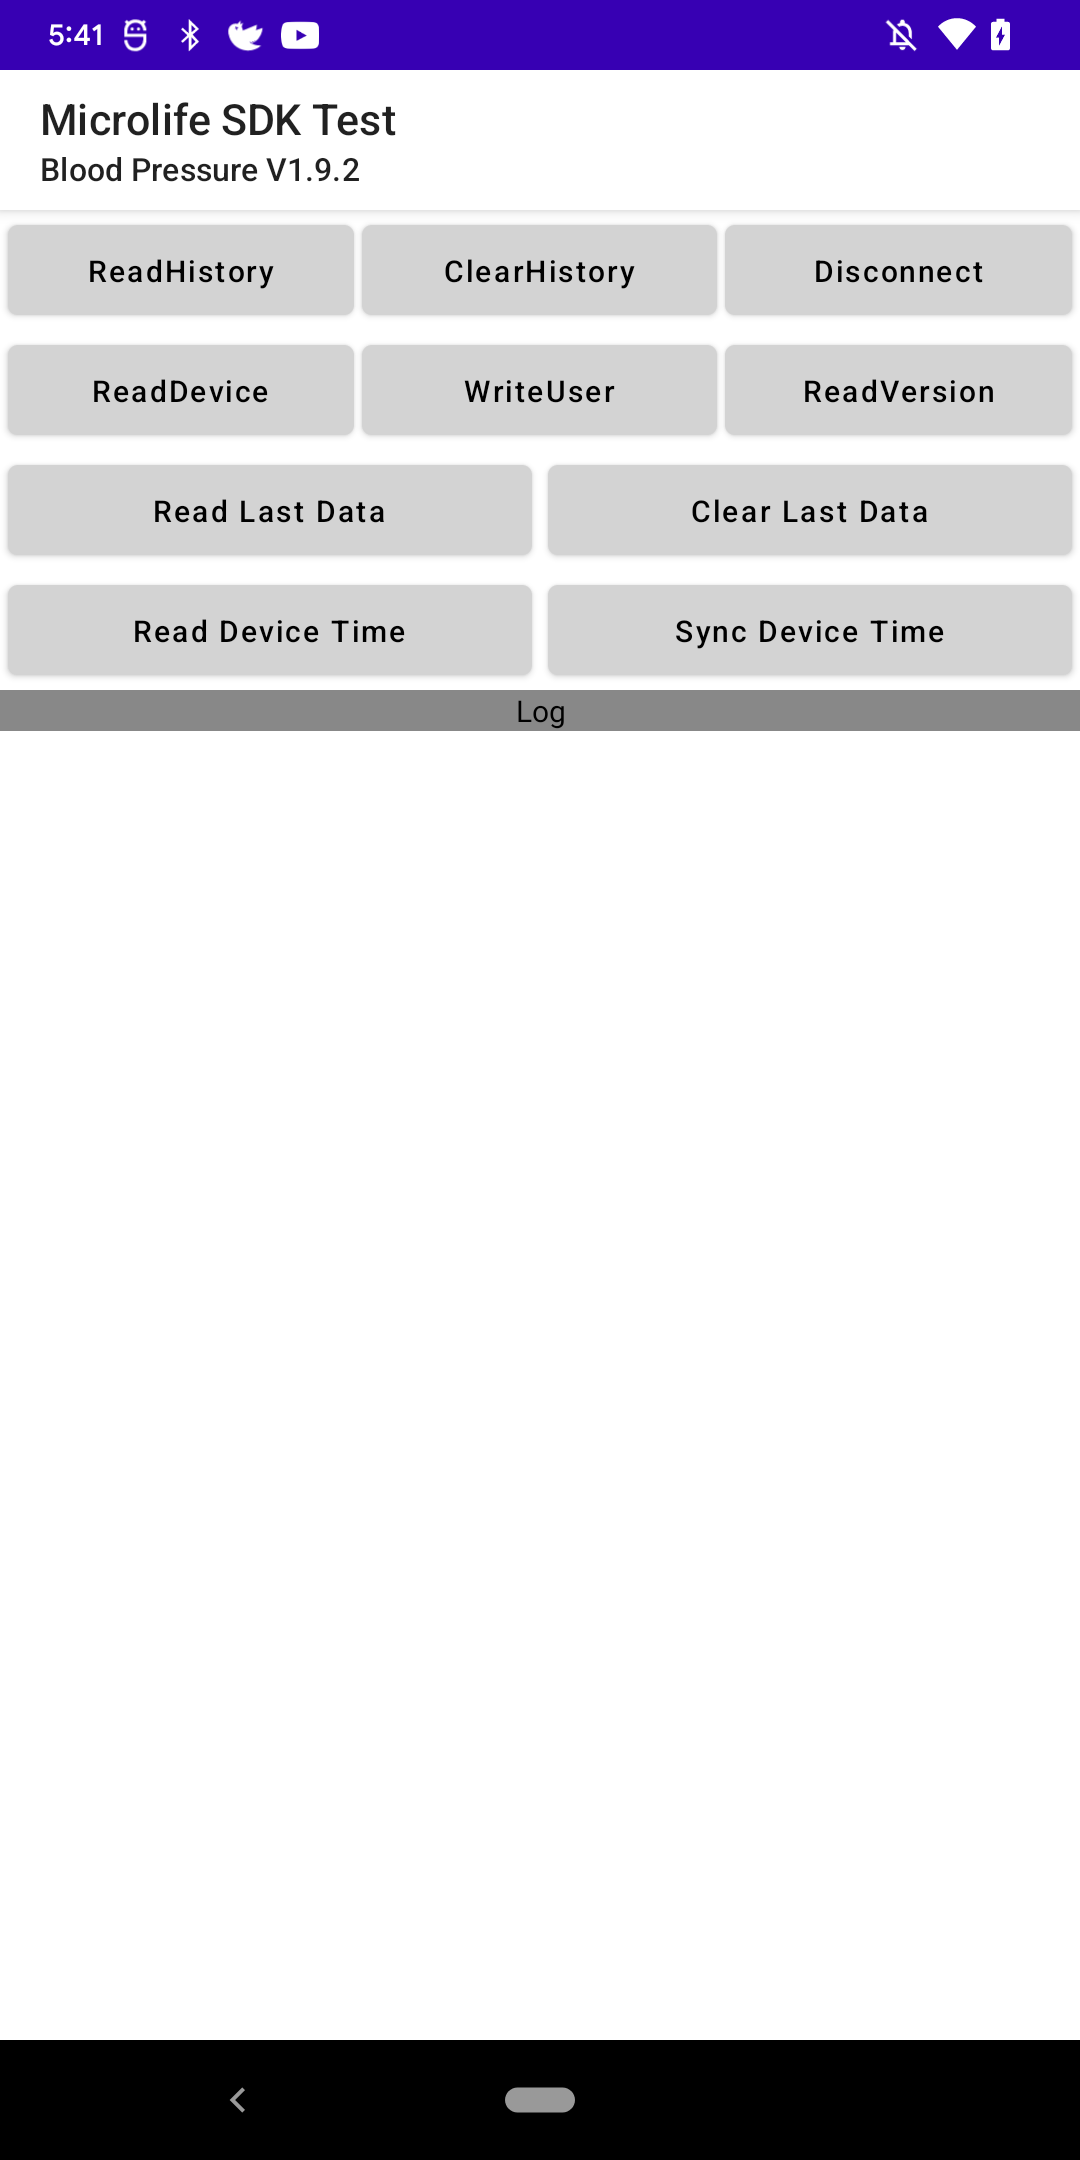 5:41
Microlife SDK Test
Blood Pressure V1.9.2
ReadHistory ClearHistory Disconnect
ReadDevice WriteUser ReadVersion
Read Last Data Clear Last Data
Read Device Time Sync Device Time
Log